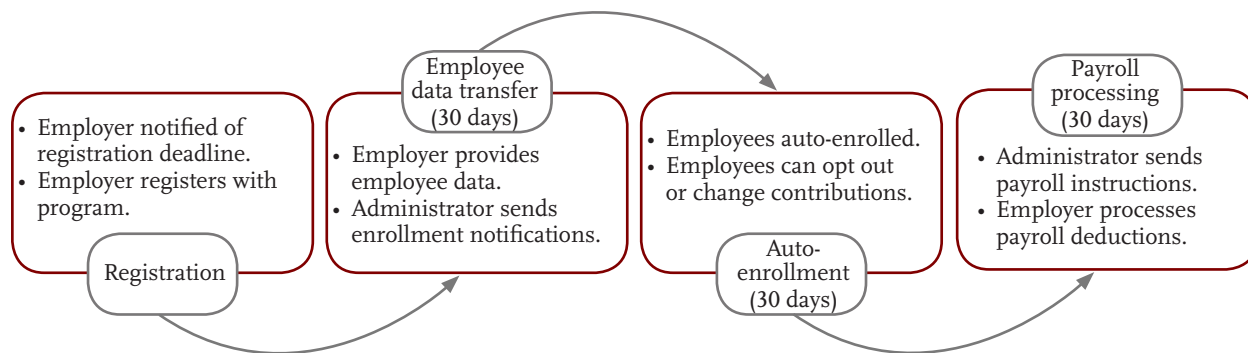 • Employer notified of
registration deadline.
• Employer registers with
program.
Registration
Employee
data transfer
(30 days)
• Employer provides
employee data.
• Administrator sends
enrollment notifications.
• Employees auto-enrolled.
• Employees can opt out
or change contributions.
Auto-
enrollment
(30 days)
Payroll
processing
(30 days)
• Administrator sends
payroll instructions.
• Employer processes
payroll deductions.